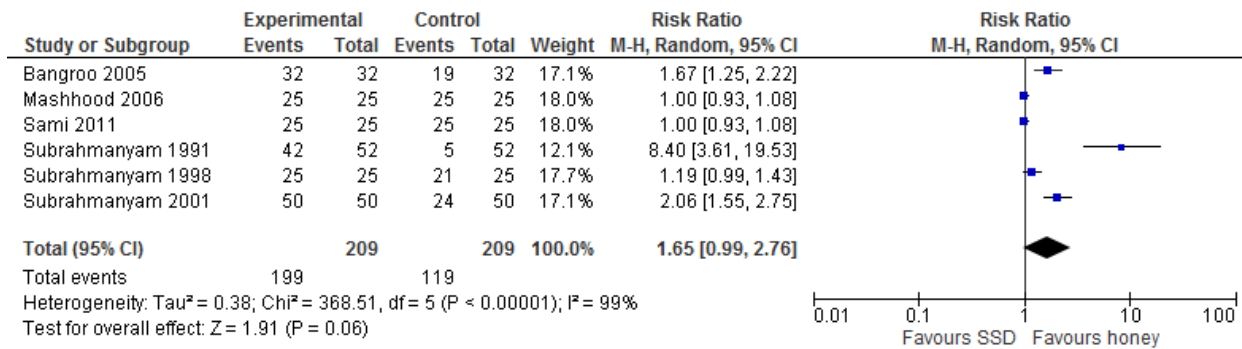 Experimental Control Risk Ratio Risk Ratio
Study or Subgroup Events Total Events Total Weight M-H, Random, 95% CI M-H, Random, 95% CI
Bangroo 2005 32 32 19 32 17.1% 1.67 [1.25, 2.22]
Mashhood 2006 25 25 25 25 18.0% 1.00 [0.93, 1.08]
Sami 2011 25 25 25 25 18.0% 1.00 [0.93, 1.08]
Subrahmanyam 1991 42 52 5 52 12.1% 8.40 [3.61, 19.53]
Subrahmanyam 1998 25 25 21 25 17.7% 1.19 [0.99, 1.43]
Subrahmanyam 2001 50 50 24 50 17.1% 2.06 [1.55, 2.75]
Total (95% CI) 209 209 100.0% 1.65 [0.99, 2.76]
Total events 199 119
Heterogeneity: Tau² = 0.38; Chi² = 368.51, df = 5 (P < 0.00001); I² = 99%
Test for overall effect: Z = 1.91 (P = 0.06)
0.01 0.1 1 10 100
Favours SSD Favours honey